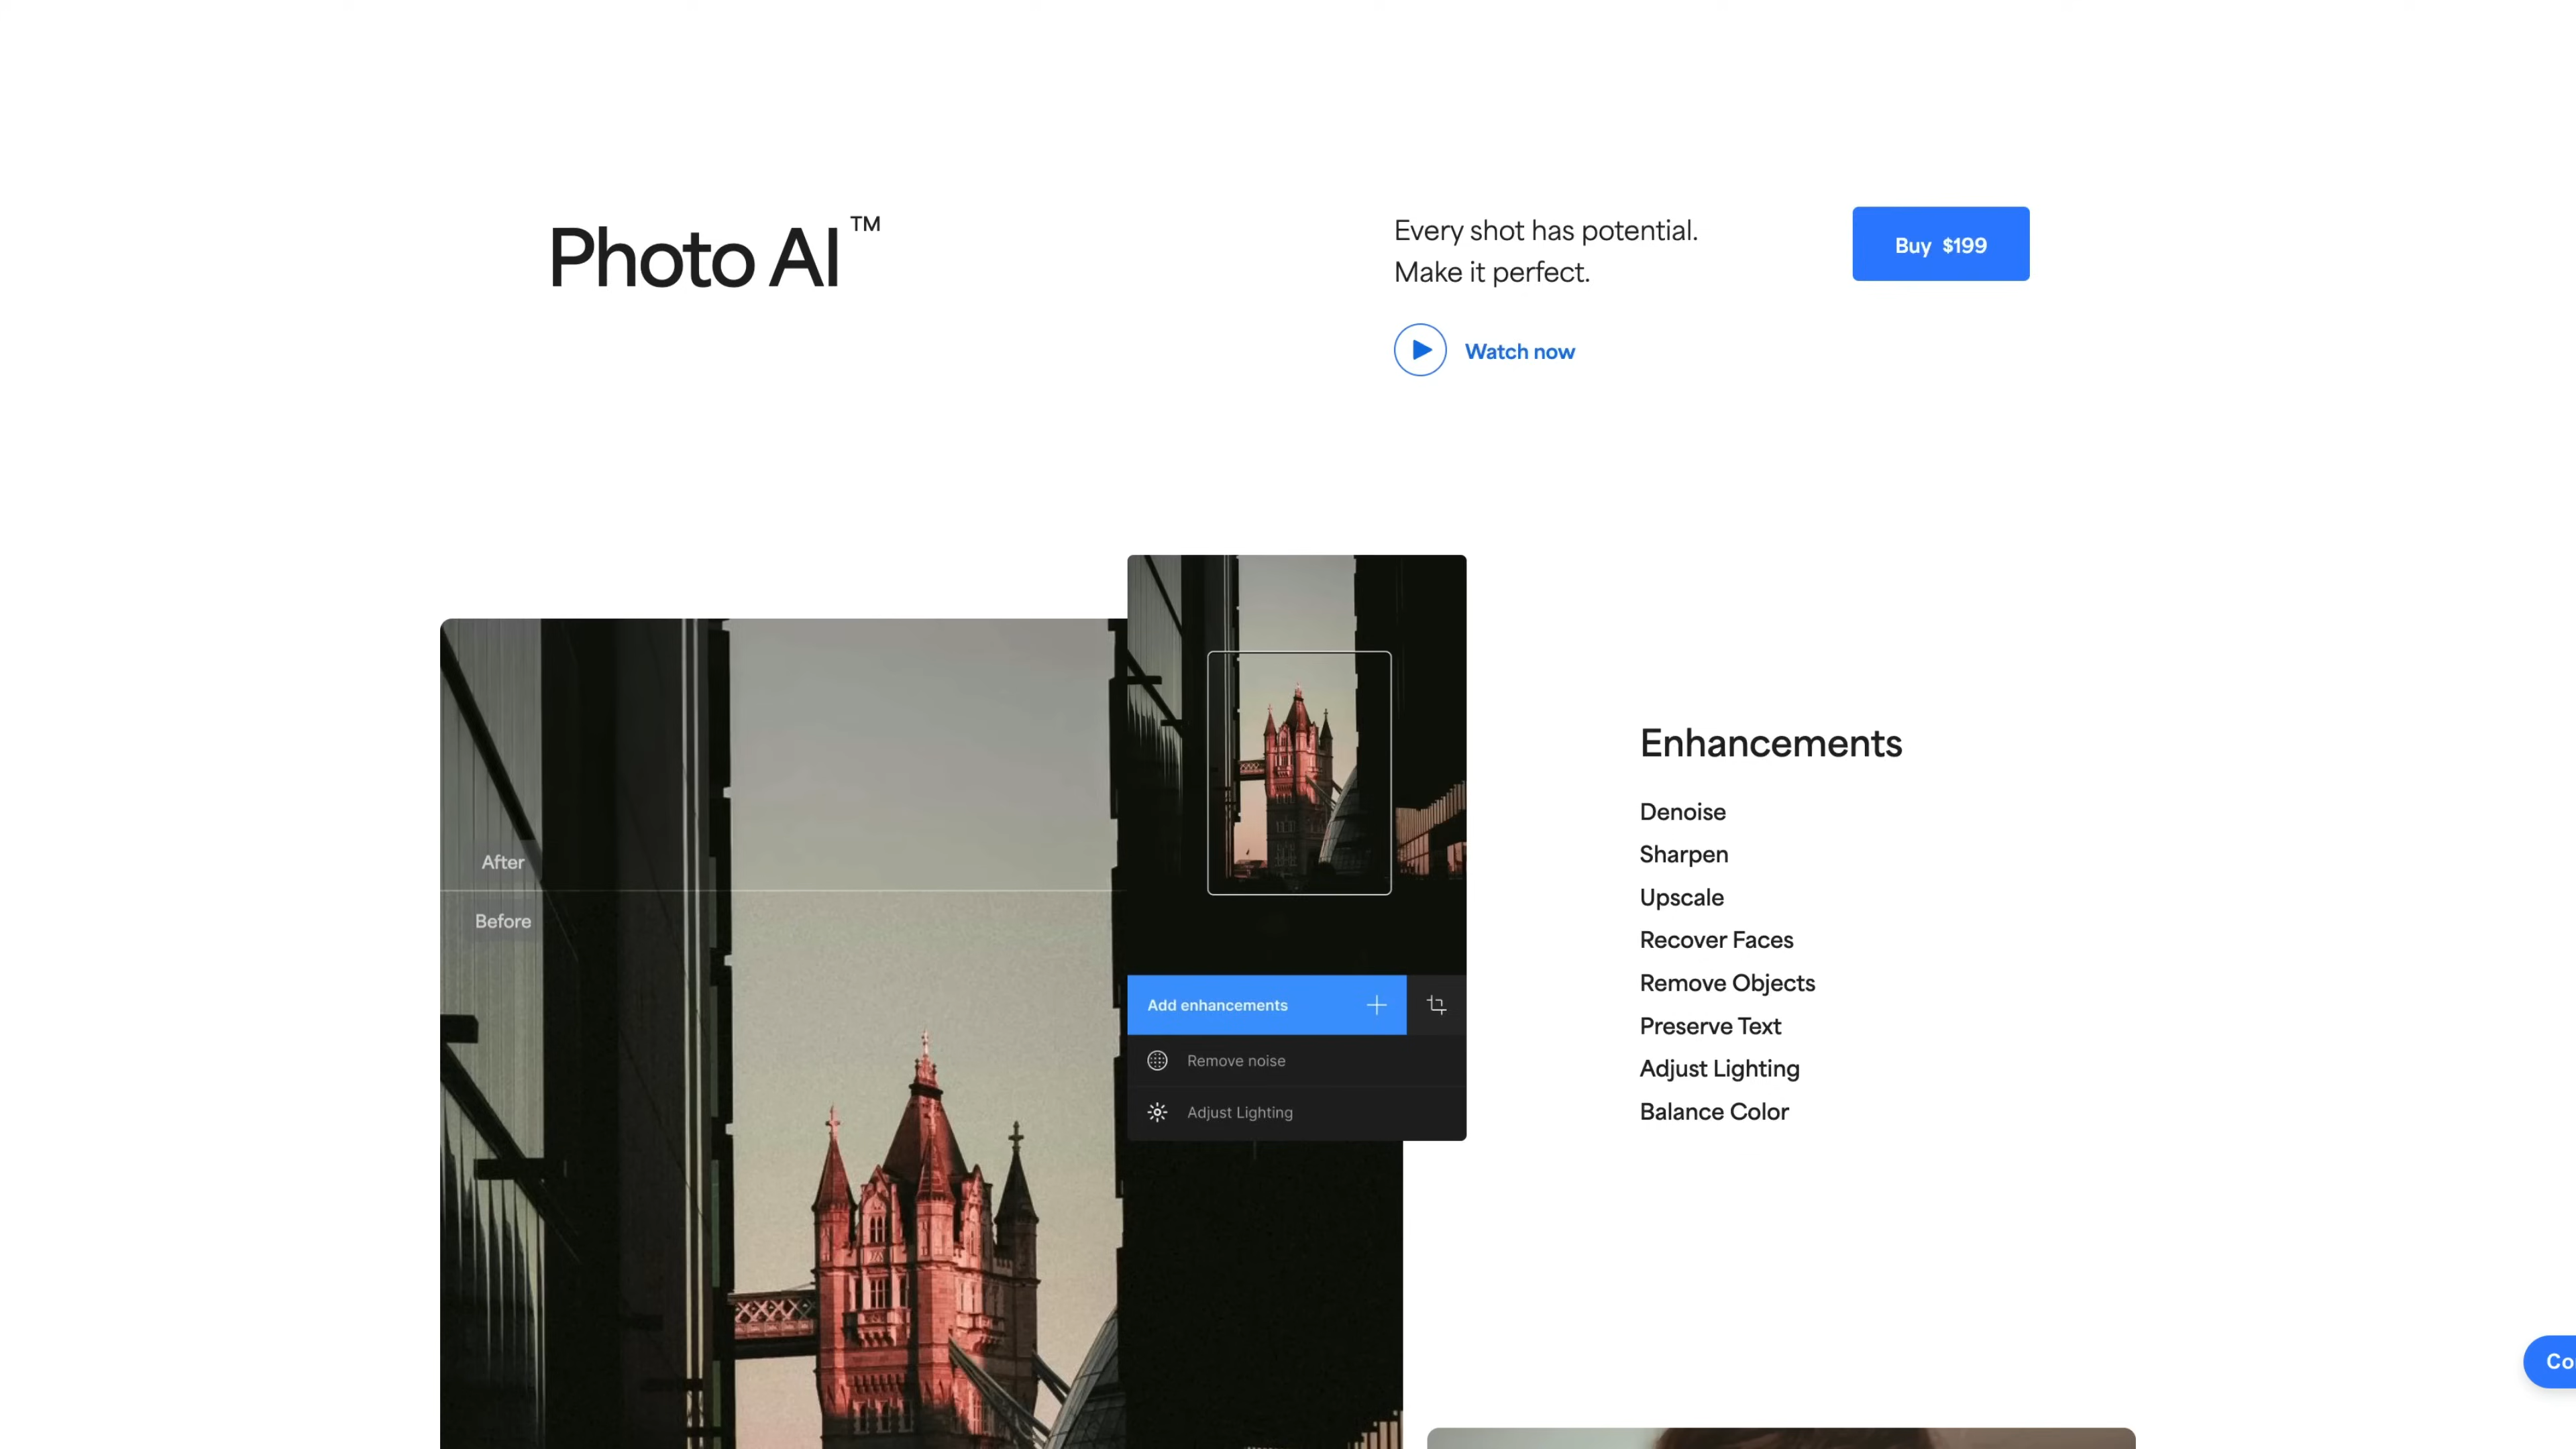 Photo AI™
Every shot has potential.
Make it perfect.
Buy $199
Watch now
After
Before
Add enhancements
Remove noise
Adjust Lighting
Enhancements
Denoise
Sharpen
Upscale
Recover Faces
Remove Objects
Preserve Text
Adjust Lighting
Balance Color
Co